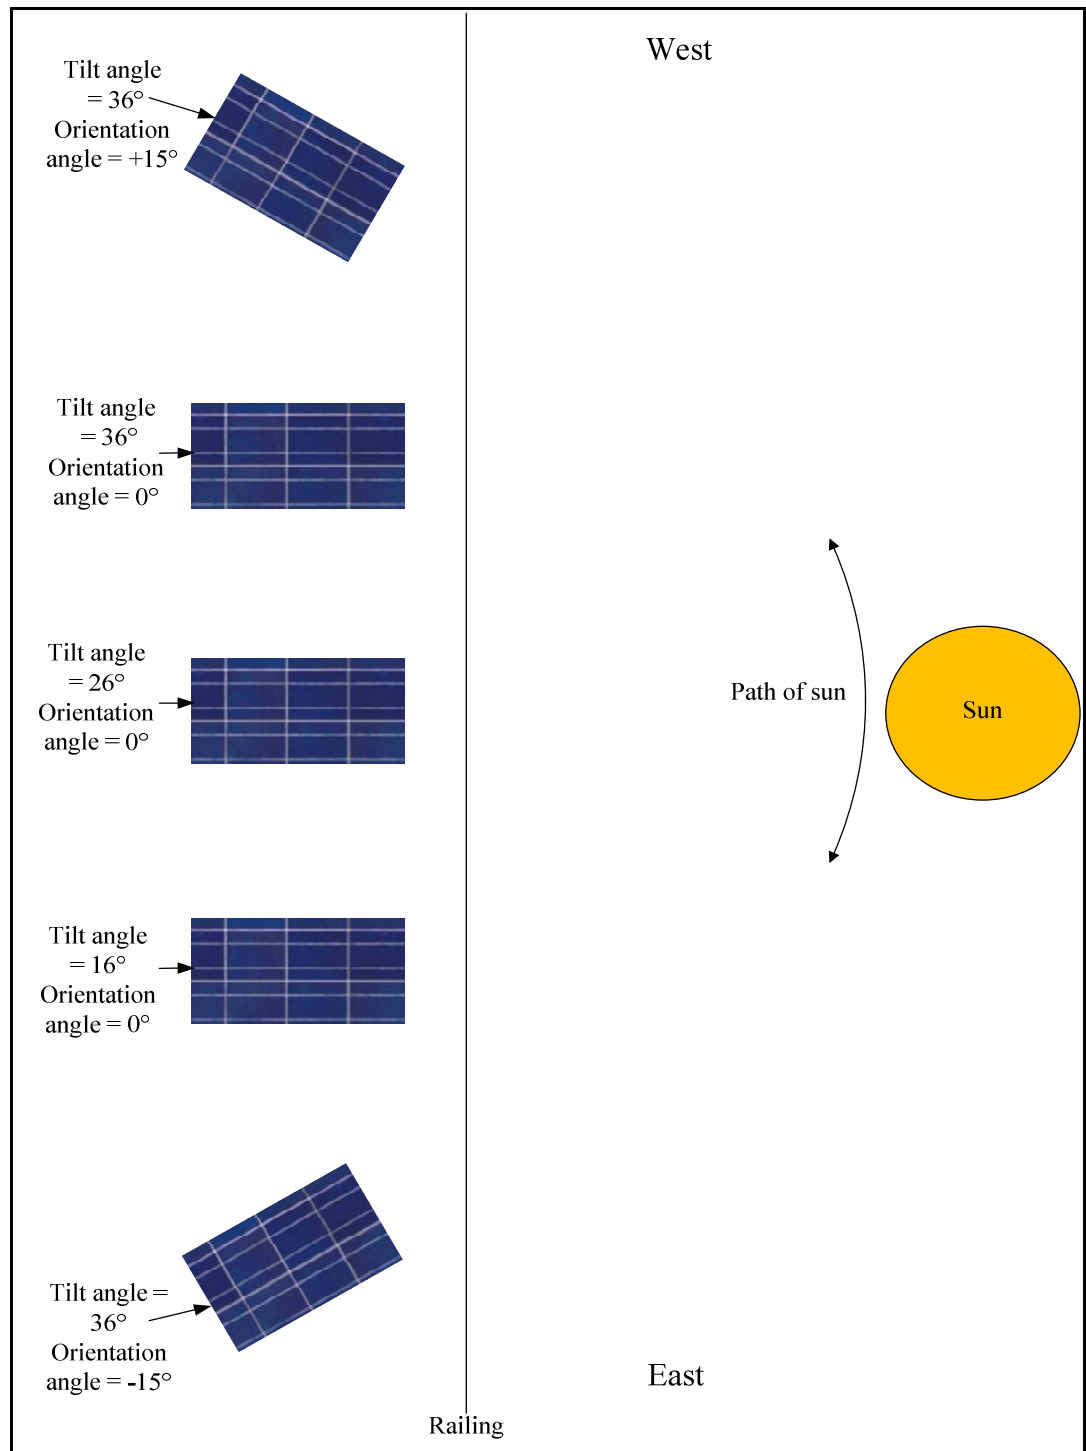 West
Tilt angle
= 36°
Orientation
angle = +15°
Tilt angle
= 36°
Orientation
angle = 0°
Tilt angle
= 26°
Orientation
angle = 0°
Path of sun
Sun
Tilt angle
= 16°
Orientation
angle = 0°
Tilt angle =
36°
Orientation
angle = -15°
East
Railing